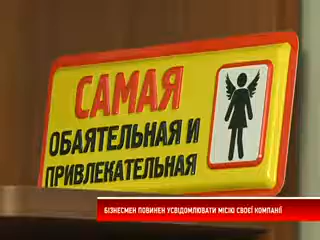 САМАЯ
ОБАЯТЕЛЬНАЯ И
ПРИВЛЕКАТЕЛЬНАЯ
БІЗНЕСМЕН ПОВИНЕН УСВІДОМЛЮВАТИ МІСІЮ СВОЄЇ КОМПАНІЇ